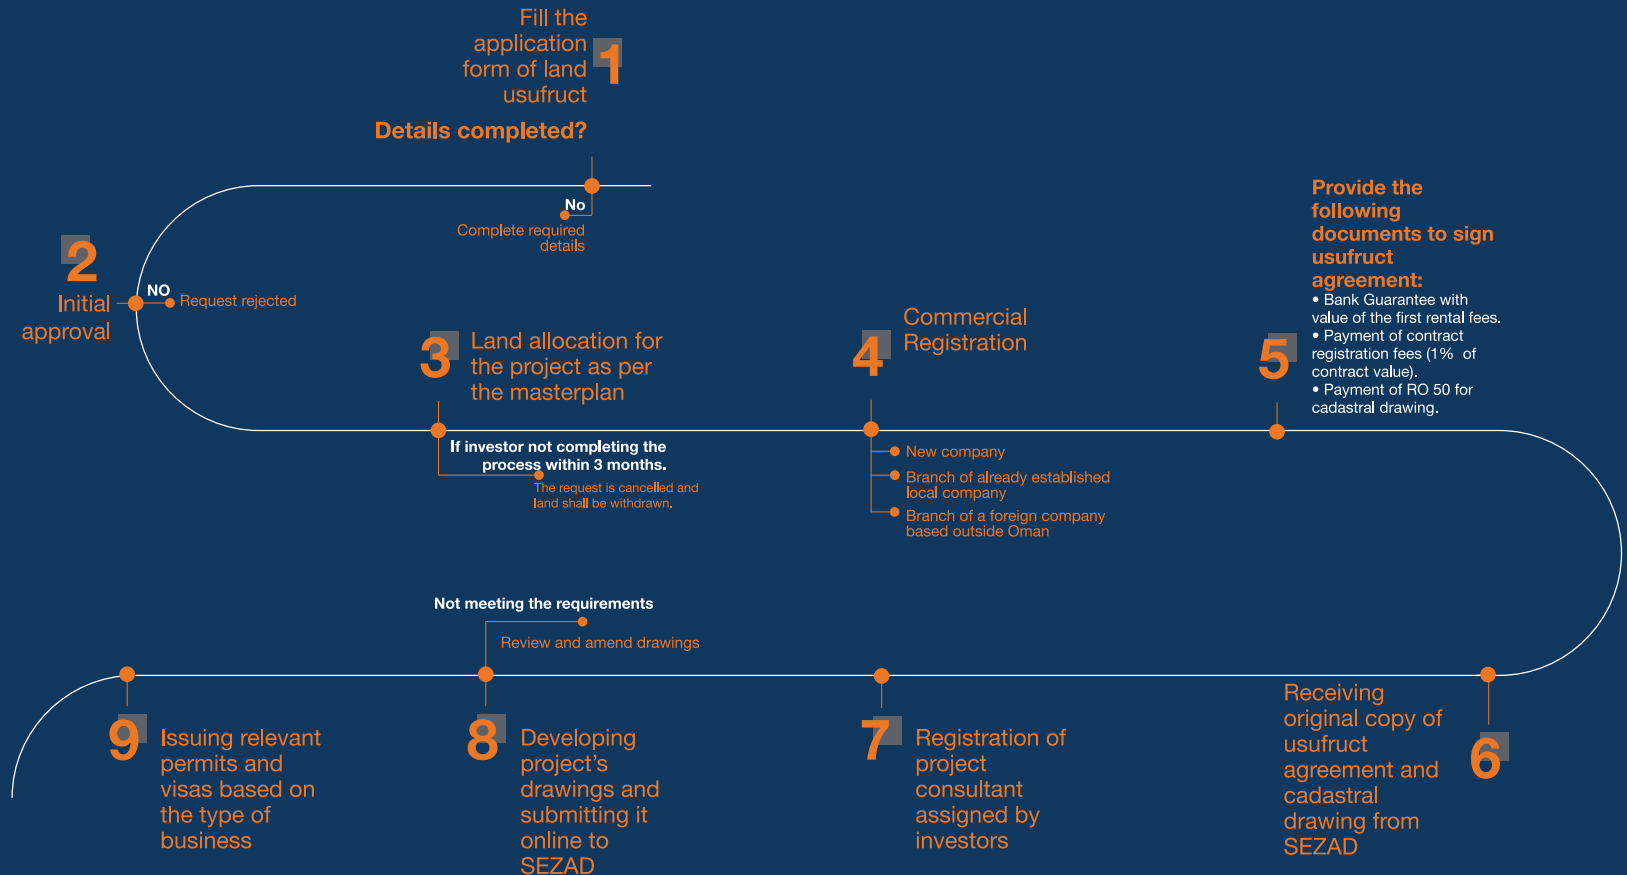 Fill the
application
form of land
usufruct
1
Details completed?
No
Complete required
details
2
Initial
approval
NO
Request rejected
3
Land allocation for
the project as per
the masterplan
If investor not completing the
process within 3 months.
The request is cancelled and
land shall be withdrawn.
4
Commercial
Registration
New company
Branch of already established
local company
Branch of a foreign company
based outside Oman
5
Provide the
following
documents to sign
usufruct
agreement:
• Bank Guarantee with
value of the first rental fees.
• Payment of contract
registration fees (1% of
contract value).
• Payment of RO 50 for
cadastral drawing.
6
Receiving
original copy of
usufruct
agreement and
cadastral
drawing from
SEZAD
7
Registration of
project
consultant
assigned by
investors
Not meeting the requirements
Review and amend drawings
8
Developing
project's
drawings and
submitting it
online to
SEZAD
9
Issuing relevant
permits and
visas based on
the type of
business